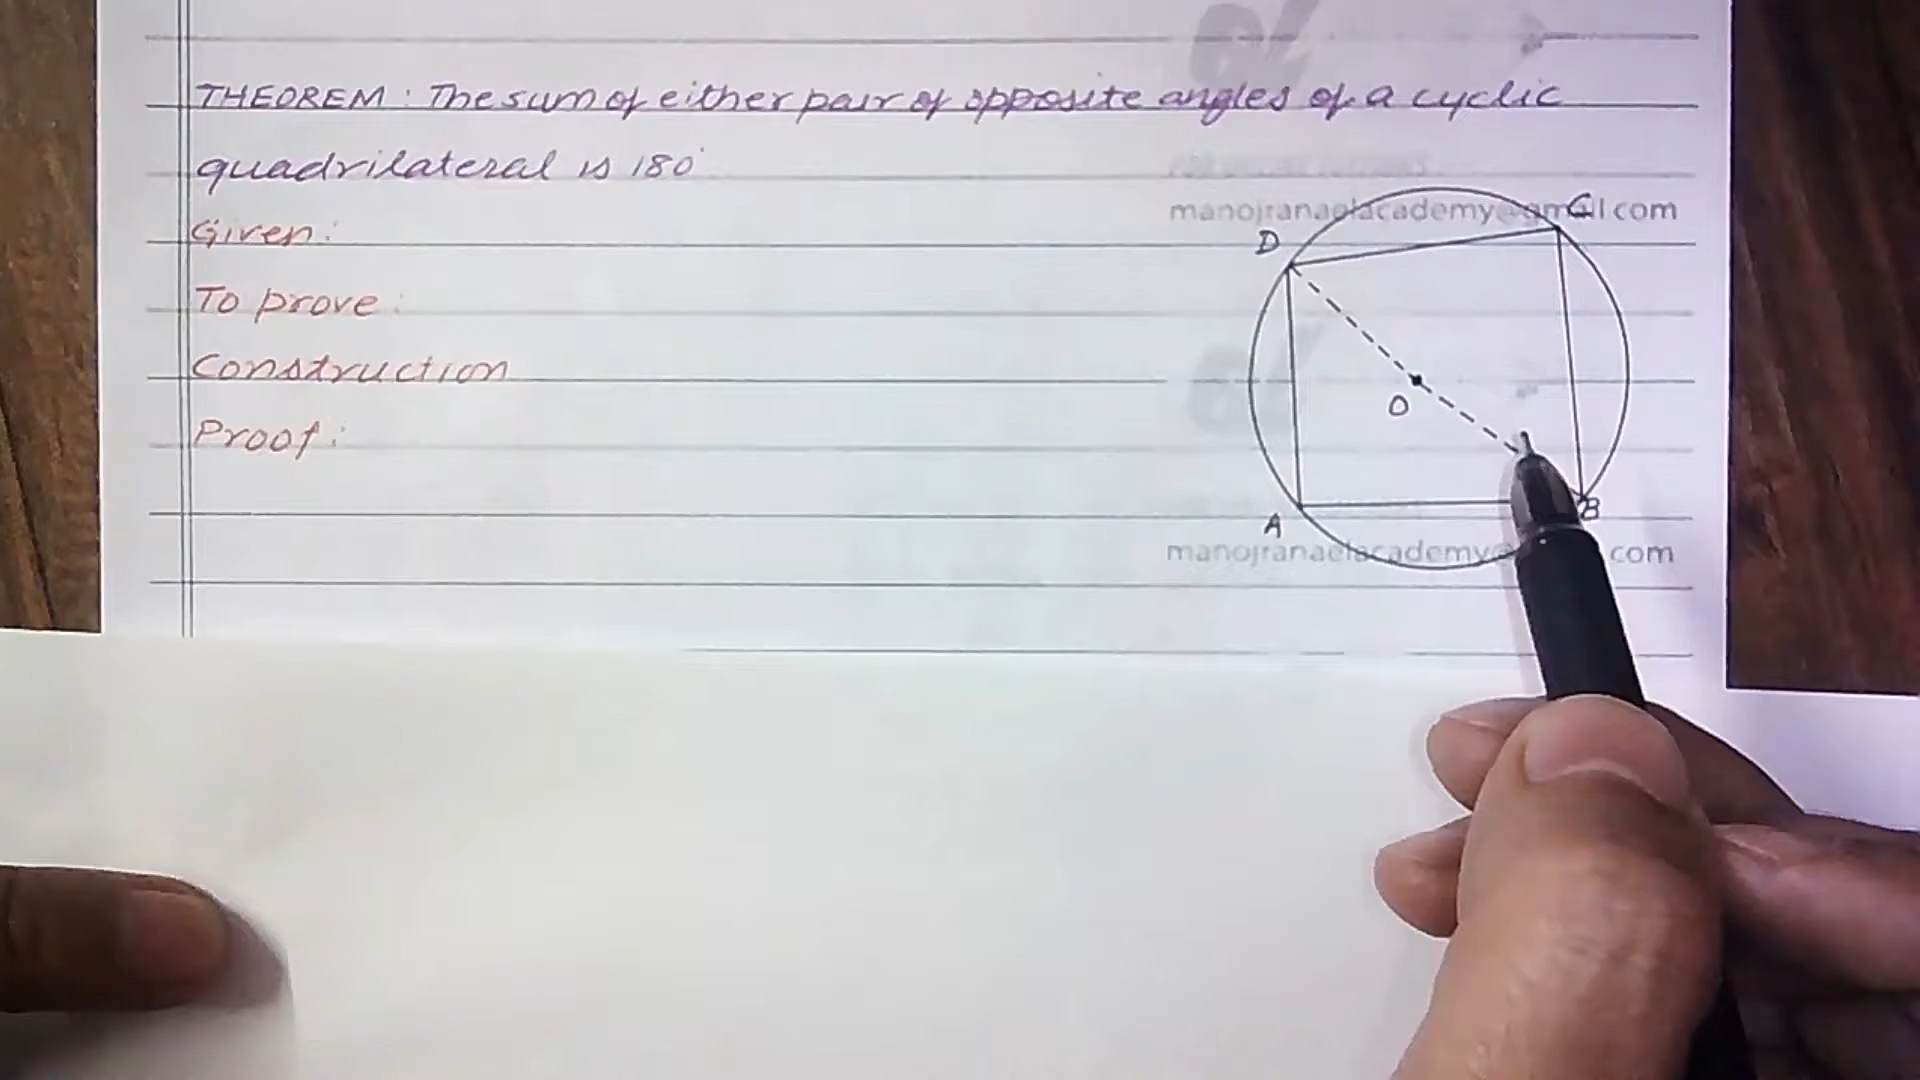 THEOREM : The sum of either pair of opposite angles of a cyclic
quadrilateral is 180°
Given:
manojranaelacademy@gmail.com
C
D
To prove:
Construction
Proof:
O
B
A
manojranaelacademy@ com